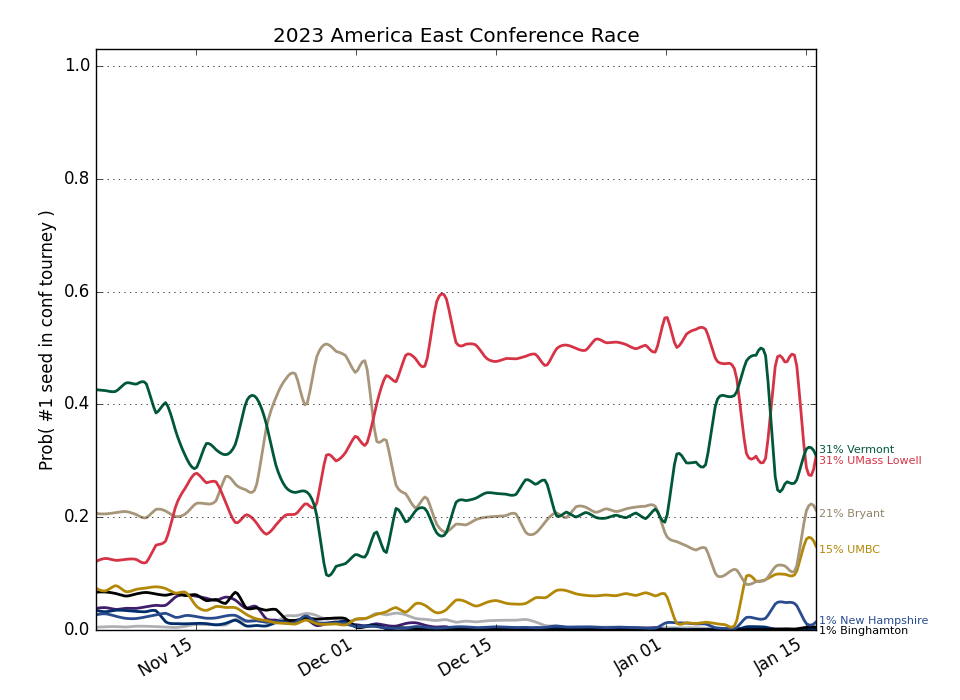 2023 America East Conference Race
Prob( #1 seed in conf tourney )
1.0
0.8
0.6
0.4
0.2
0.0
31% Vermont
31% UMass Lowell
21% Bryant
15% UMBC
1% New Hampshire
1% Binghamton
Nov 15
Dec 01
Dec 15
Jan 01
Jan 15